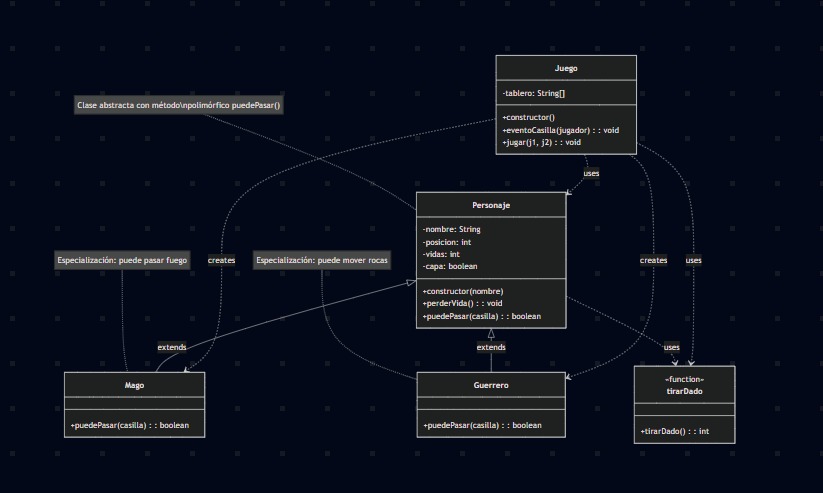 Juego
-tablero: String[]
+constructor()
+eventoCasilla(jugador) : : void
+jugar(j1, j2) : : void
Clase abstracta con método\npolimórfico puedePasar()
uses
Personaje
-nombre: String
-posicion: int
-vidas: int
-capa: boolean
+constructor(nombre)
+perderVida() : : void
+puedePasar(casilla) : : boolean
Especialización: puede pasar fuego
creates
Especialización: puede mover rocas
creates
uses
extends
extends
uses
Mago
+puedePasar(casilla) : : boolean
Guerrero
+puedePasar(casilla) : : boolean
«function»
tirarDado
+tirarDado() : : int